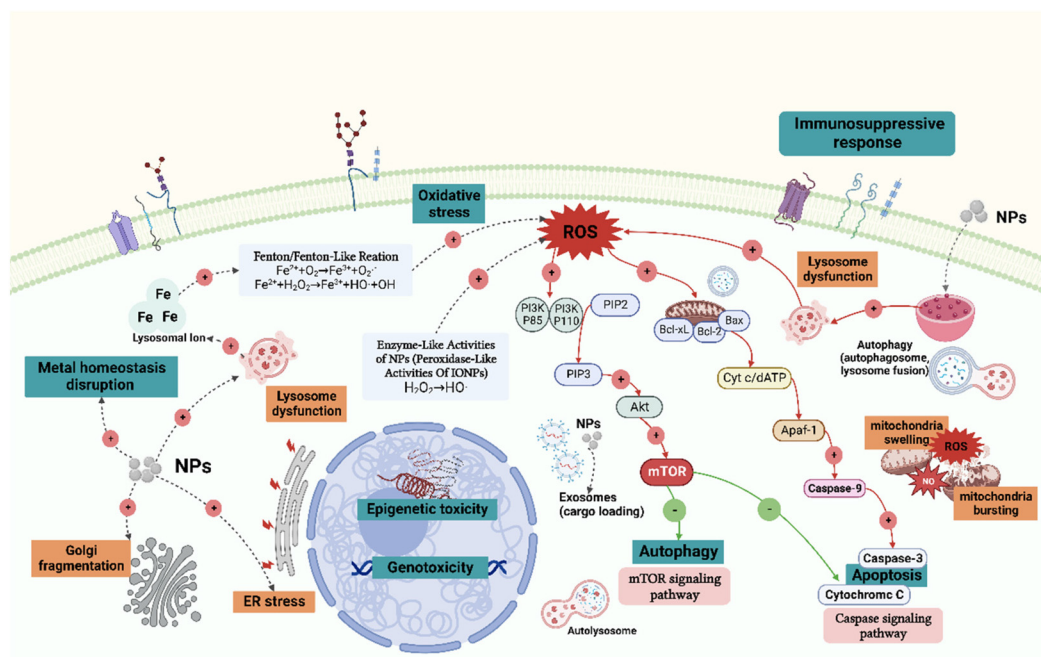 Immunosuppressive
response
NPs
Oxidative
stress
ROS
Fenton/Fenton-Like Reation
Fe²⁺+O₂→Fe³⁺+O₂·
Fe²⁺+H₂O₂→Fe³⁺+HO·+OH
Lysosome
dysfunction
Fe
Fe Fe
Lysosomal Ion
PI3K
P85
PI3K
P110
PIP2
Bcl-xL
Bcl-2
Bax
Enzyme-Like Activities
of NPs (Peroxidase-Like
Activities Of IONPs)
H₂O₂→HO·
Autophagy
(autophagosome,
lysosome fusion)
Metal homeostasis
disruption
Lysosome
dysfunction
PIP3
Cyt c/dATP
Akt
Apaf-1
NPs
mitochondria
swelling
ROS
NO
mitochondria
bursting
NPs
mTOR
Caspase-9
Exosomes
(cargo loading)
Epigenetic toxicity
Genotoxicity
Golgi
fragmentation
ER stress
Autophagy
mTOR signaling
pathway
Caspase-3
Apoptosis
Cytochromc C
Caspase signaling
pathway
Autolysosome